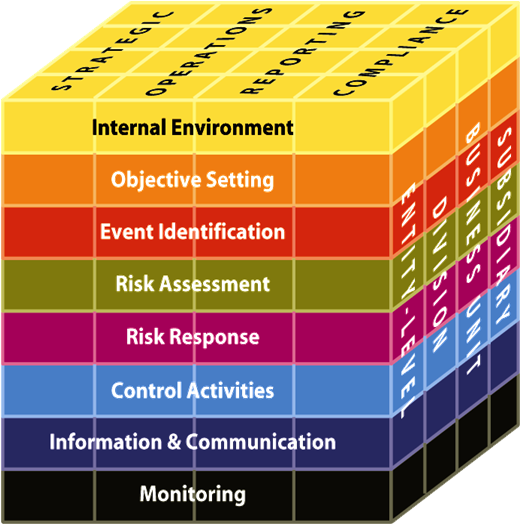 STRATEGIC
OPERATIONS
REPORTING
COMPLIANCE
Internal Environment
Objective Setting
Event Identification
Risk Assessment
Risk Response
Control Activities
Information & Communication
Monitoring
ENTITY-LEVEL
DIVISION
BUSINESS UNIT
SUBSIDIARY